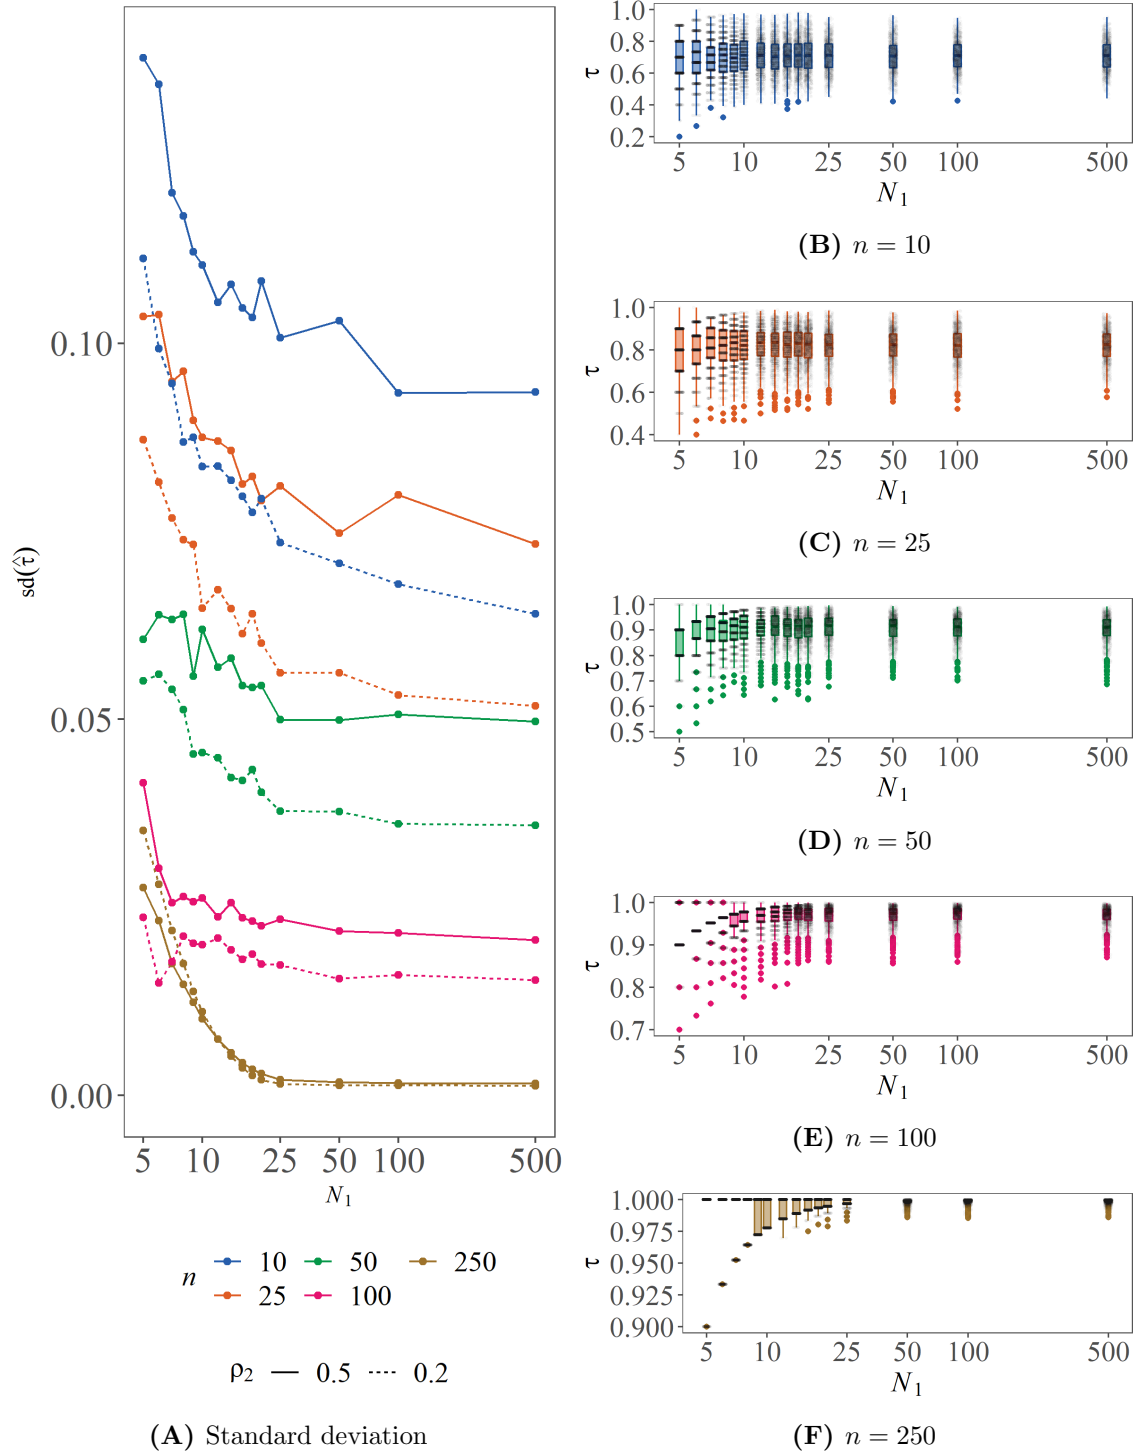 sd(τ̂)
0.10
0.05
0.00
5 10 25 50 100 500
N1
n
10 50 250
25 100
ρ2 0.5 0.2
(A) Standard deviation
τ
1.0
0.8
0.6
0.4
0.2
5 10 25 50 100 500
N1
(B) n = 10
τ
1.0
0.8
0.6
0.4
5 10 25 50 100 500
N1
(C) n = 25
τ
1.0
0.9
0.8
0.7
0.6
0.5
5 10 25 50 100 500
N1
(D) n = 50
τ
1.0
0.9
0.8
0.7
5 10 25 50 100 500
N1
(E) n = 100
τ
1.000
0.975
0.950
0.925
0.900
5 10 25 50 100 500
N1
(F) n = 250